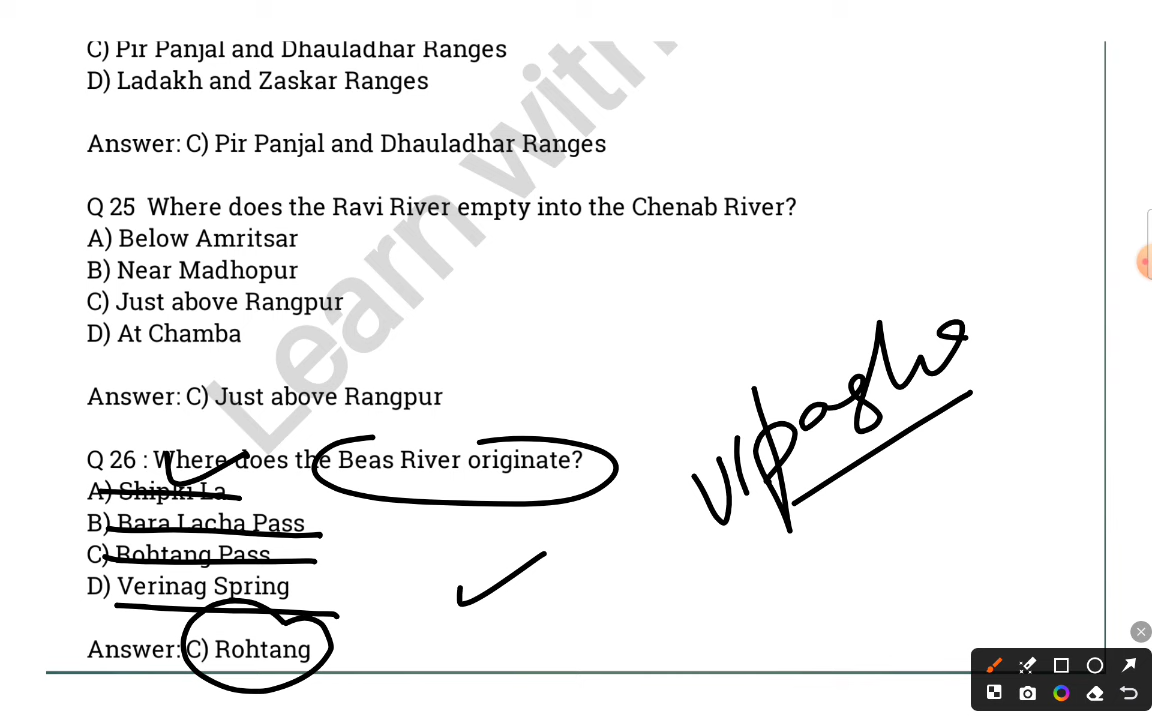 C) Pir Panjal and Dhauladhar Ranges
D) Ladakh and Zaskar Ranges
Answer: C) Pir Panjal and Dhauladhar Ranges
Q 25 Where does the Ravi River empty into the Chenab River?
A) Below Amritsar
B) Near Madhopur
C) Just above Rangpur
D) At Chamba
Answer: C) Just above Rangpur
Q 26 : Where does the Beas River originate?
A) Shipki La
B) Bara Lacha Pass
C) Rohtang Pass
D) Verinag Spring
Answer: C) Rohtang
Learn with